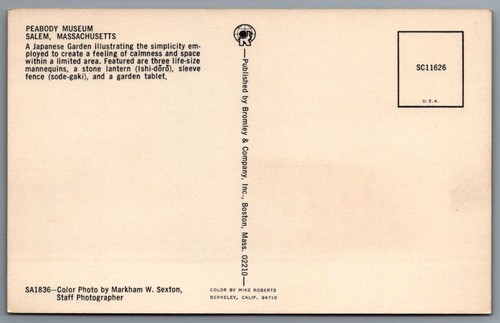 PEABODY MUSEUM
SALEM, MASSACHUSETTS
A Japanese Garden illustrating the simplicity em-
ployed to create a feeling of calmness and space
within a limited area. Featured are three life-size
mannequins, a stone lantern (Ishi-dōrō), sleeve
fence (sode-gaki), and a garden tablet.
SA1836—Color Photo by Markham W. Sexton,
Staff Photographer
—Published by Bromley & Company, Inc., Boston, Mass. 02210—
COLOR BY MIKE ROBERTS
BERKELEY, CALIF. 94710
SC11626
U.S.A.